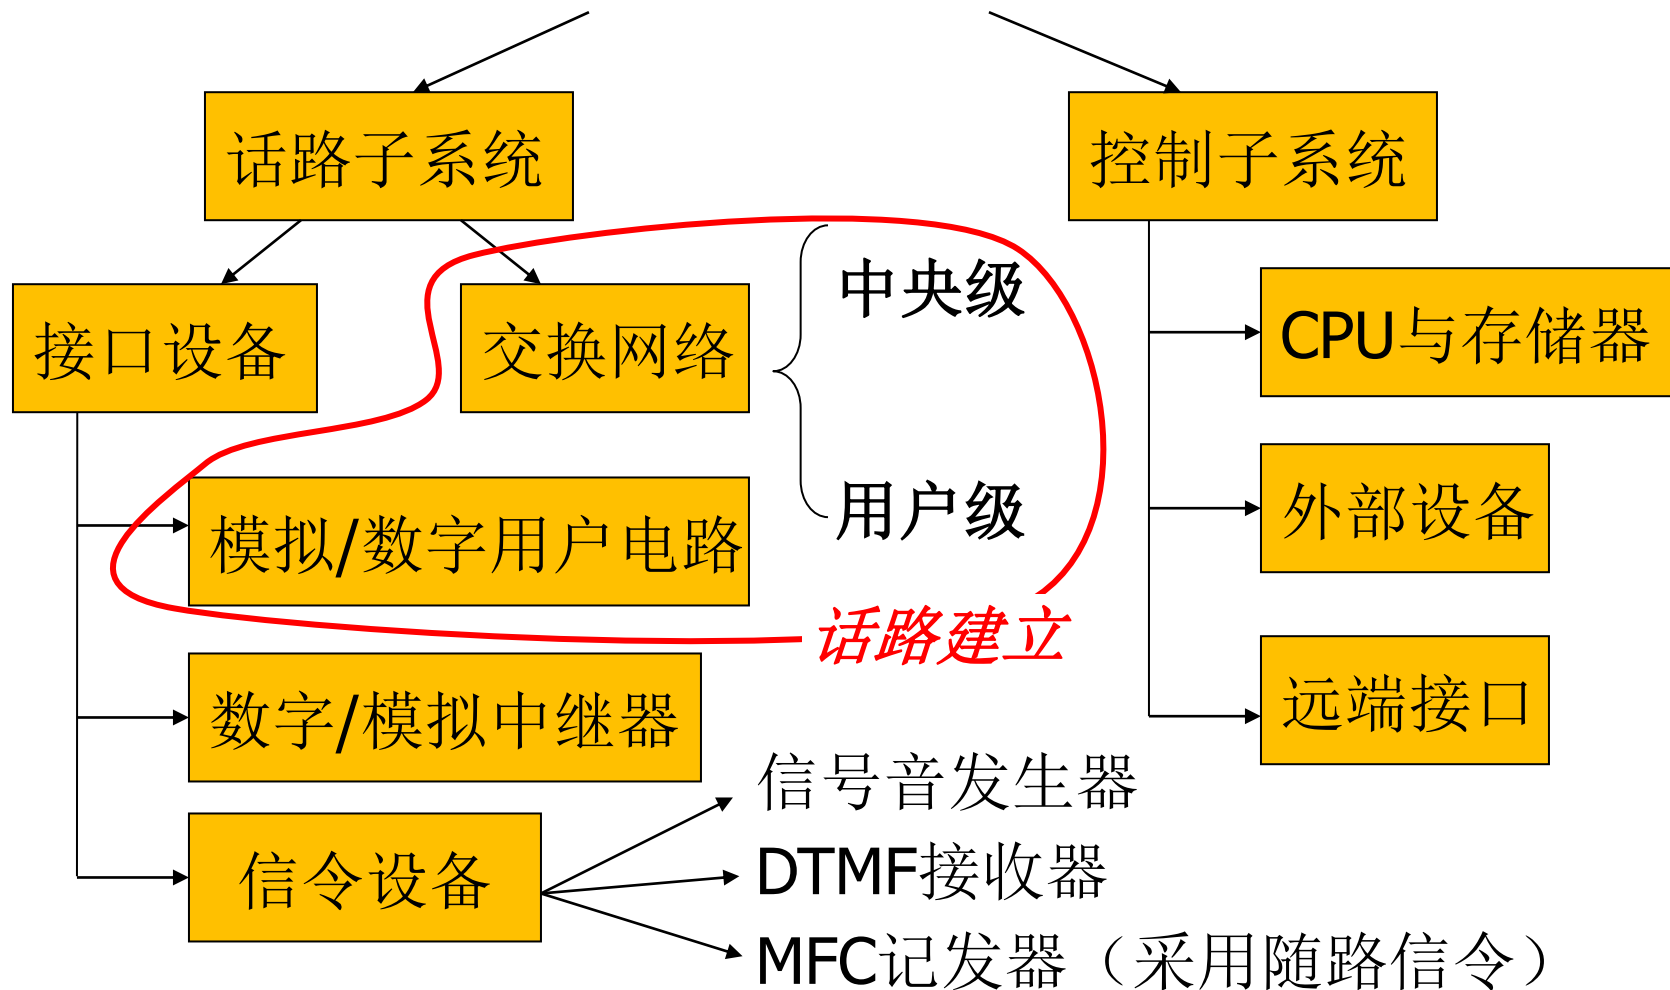 话路子系统
控制子系统
中央级
接口设备
交换网络
CPU与存储器
用户级
模拟/数字用户电路
外部设备
话路建立
数字/模拟中继器
远端接口
信号音发生器
信令设备
DTMF接收器
MFC记发器（采用随路信令）